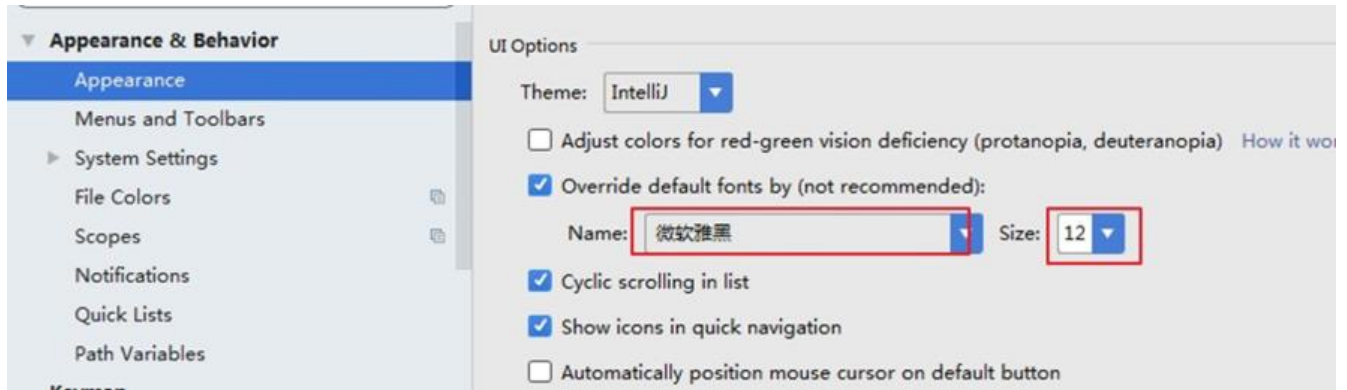 Appearance & Behavior
Appearance
Menus and Toolbars
System Settings
File Colors
Scopes
Notifications
Quick Lists
Path Variables
UI Options
Theme: IntelliJ
Adjust colors for red-green vision deficiency (protanopia, deuteranopia) How it
Override default fonts by (not recommended):
Name: 微软雅黑 Size: 12
Cyclic scrolling in list
Show icons in quick navigation
Automatically position mouse cursor on default button